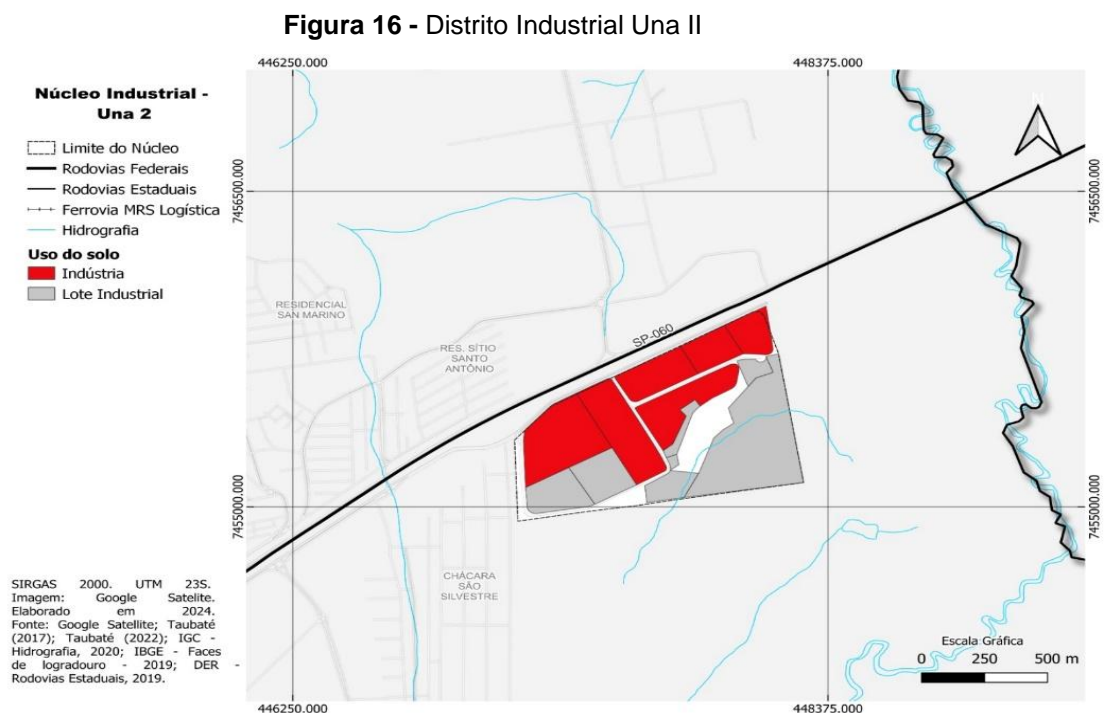 Figura 16 - Distrito Industrial Una II
446250.000
448375.000
Núcleo Industrial -
Una 2
Limite do Núcleo
Rodovias Federais
Rodovias Estaduais
Ferrovia MRS Logística
Hidrografia
Uso do solo
Indústria
Lote Industrial
7456500.000
7456500.000
N
RESIDENCIAL
SAN MARINO
RES. SÍTIO
SANTO
ANTÔNIO
SP-060
7455000.000
7455000.000
CHÁCARA
SÃO
SILVESTRE
SIRGAS 2000. UTM 23S.
Imagem: Google Satelite.
Elaborado em 2024.
Fonte: Google Satellite; Taubaté
(2017); Taubaté (2022); IGC -
Hidrografia, 2020; IBGE - Faces
de logradouro - 2019; DER -
Rodovias Estaduais, 2019.
Escala Gráfica
0 250 500 m
446250.000
448375.000